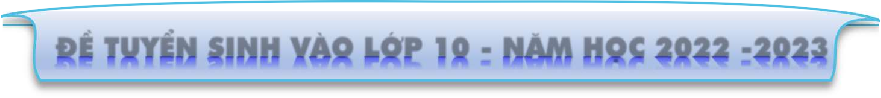 ĐỀ TUYỂN SINH VÀO LỚP 10 - NĂM HỌC 2022 -2023